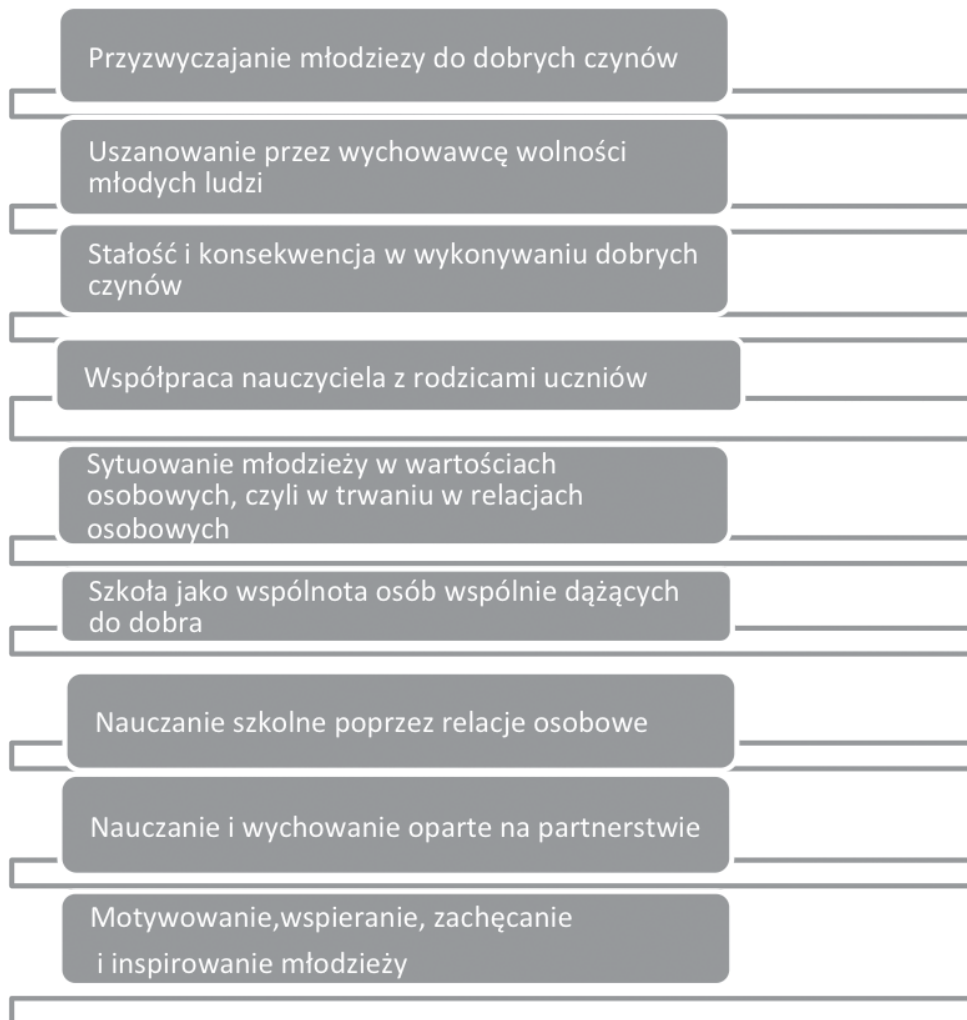 Przyzwyczajanie młodziezy do dobrych czynów
Uszanowanie przez wychowawcę wolności
młodych ludzi
Stałość i konsekwencja w wykonywaniu dobrych
czynów
Współpraca nauczyciela z rodzicami uczniów
Sytuowanie młodzieży w wartościach
osobowych, czyli w trwaniu w relacjach
osobowych
Szkoła jako wspólnota osób wspólnie dążących
do dobra
Nauczanie szkolne poprzez relacje osobowe
Nauczanie i wychowanie oparte na partnerstwie
Motywowanie,wspieranie, zachęcanie
i inspirowanie młodzieży